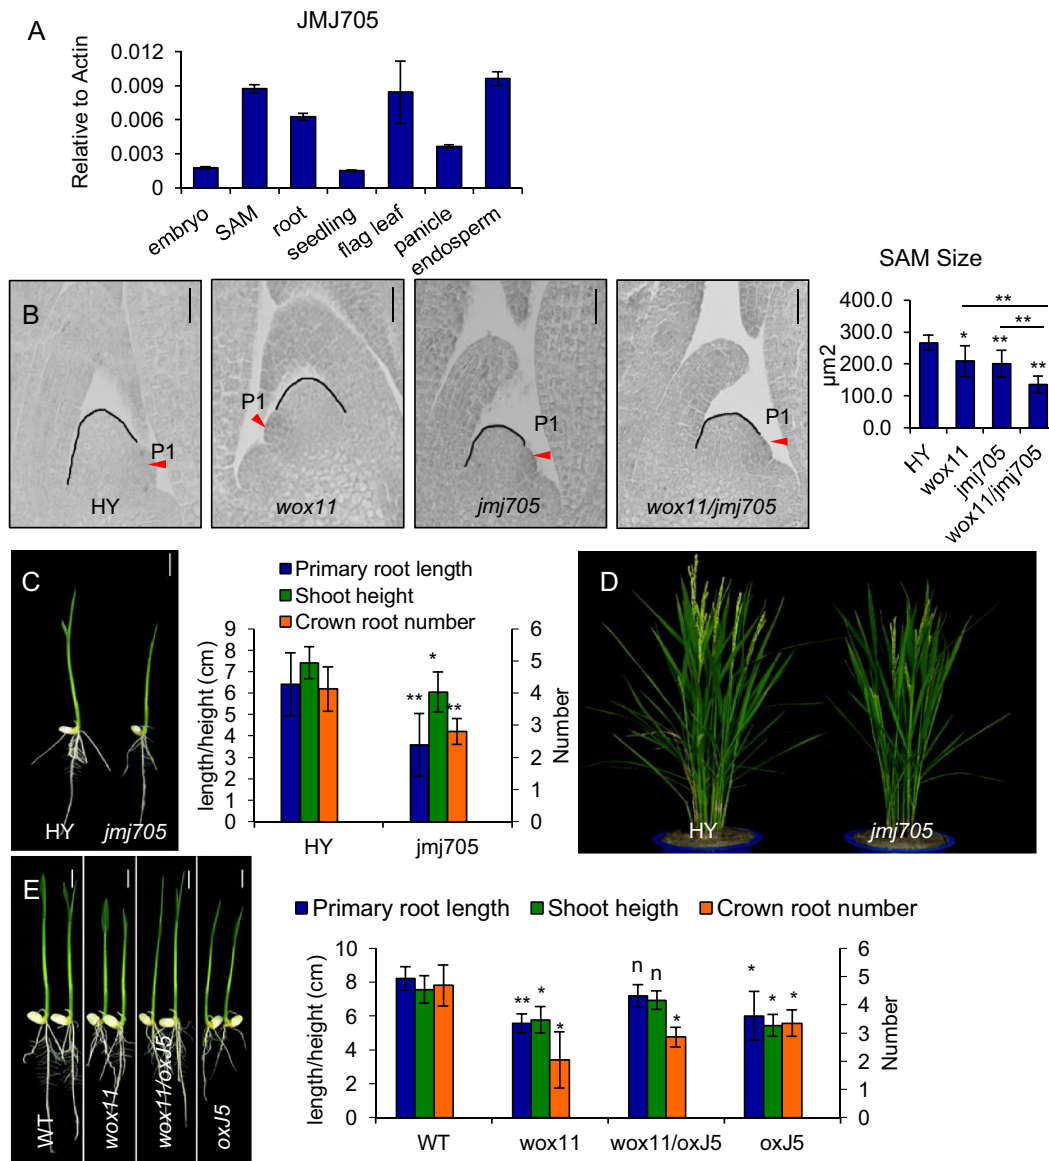 JMJ705
A
Relative to Actin
0.012
0.009
0.006
0.003
0
embryo
SAM
root
seedling
flag leaf
panicle
endosperm
B
P1
HY
P1
wox11
P1
jmj705
P1
wox11/jmj705
SAM Size
µm2
400.0
300.0
200.0
100.0
0.0
**
**
*
**
**
HY
wox11
jmj705
wox11/jmj705
C
HY
jmj705
Primary root length
Shoot height
Crown root number
length/height (cm)
9
8
7
6
5
4
3
2
1
0
**
*
**
6
5
4
3
2
1
0
Number
HY
jmj705
D
HY
jmj705
E
WT
wox11
wox11/oxJ5
oxJ5
Primary root length
Shoot heigth
Crown root number
length/height (cm)
10
8
6
4
2
0
**
*
*
n
n
*
*
*
*
6
5
4
3
2
1
0
Number
WT
wox11
wox11/oxJ5
oxJ5